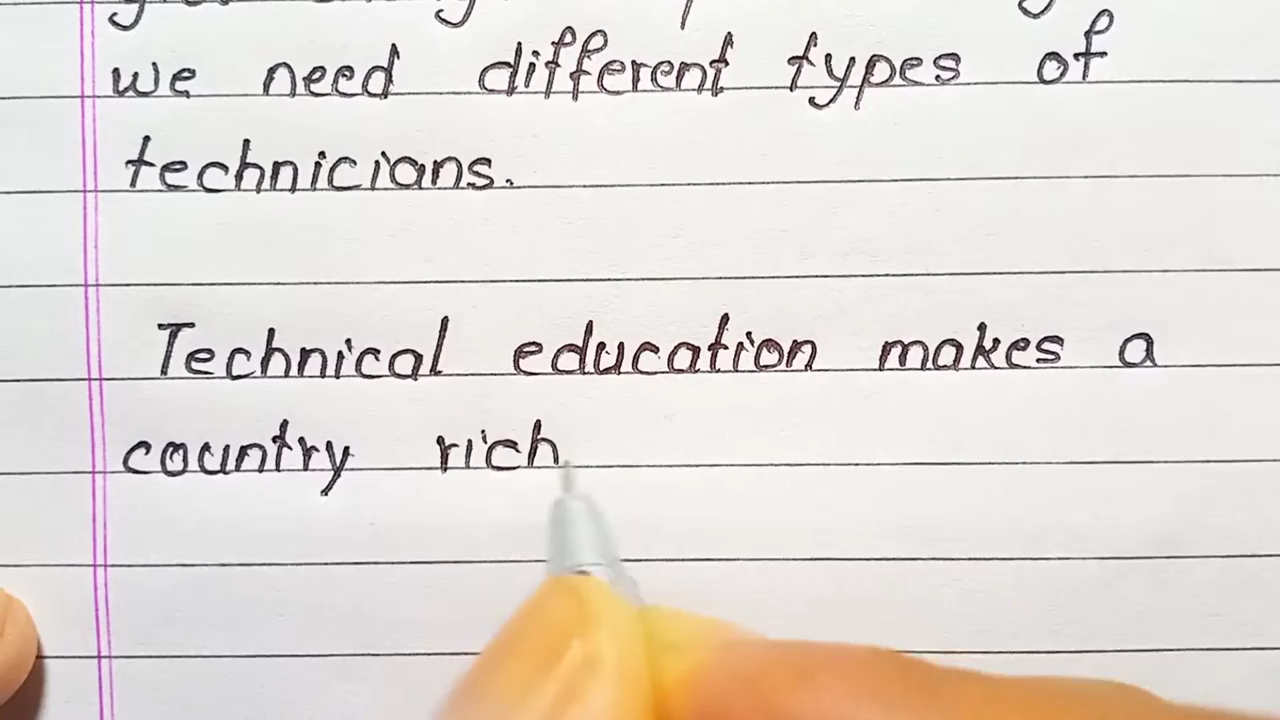 we need different types of
technicians.
Technical education makes a
country rich